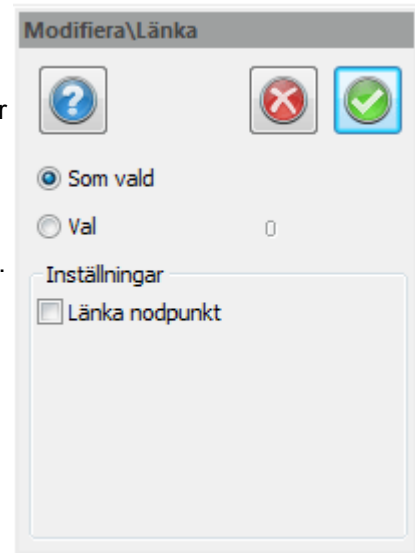 Modifiera\Länka
r
Som vald
Val 0
.
Inställningar
Länka nodpunkt